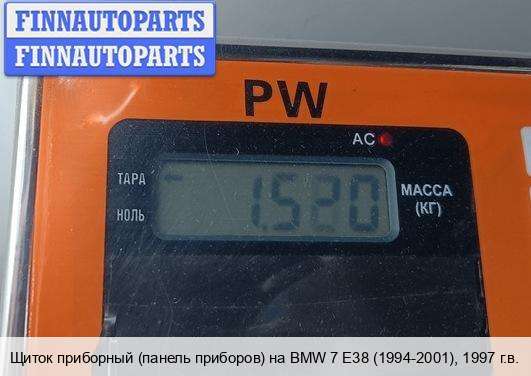 FINNAUTOPARTS
FINNAUTOPARTS
PW
AC
ТАРА
НОЛЬ
1.520
МАССА
(КГ)
Щиток приборный (панель приборов) на BMW 7 E38 (1994-2001), 1997 г.в.